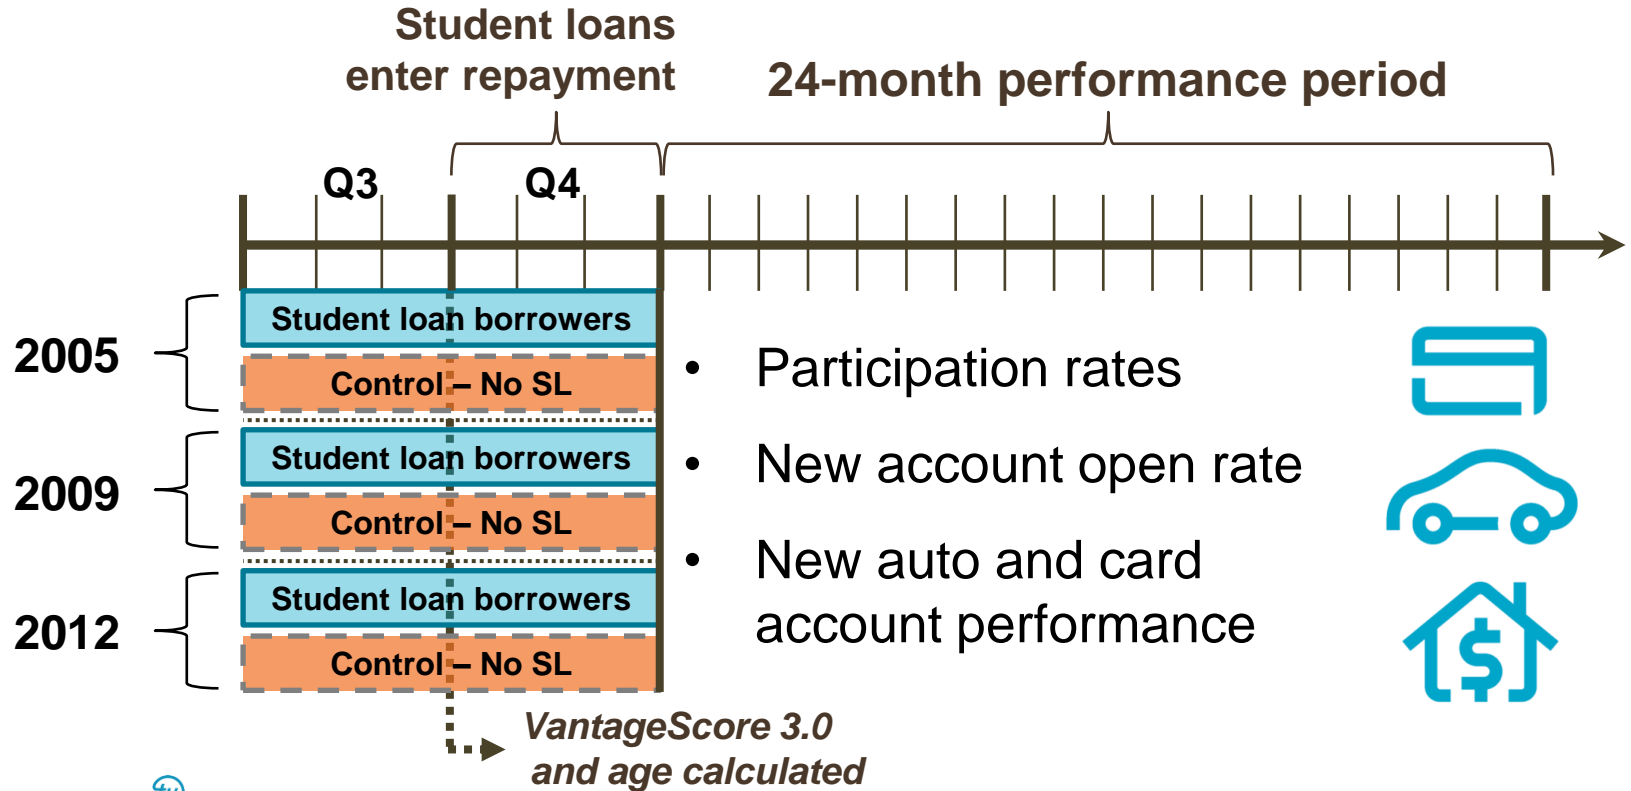 Student loans
enter repayment
24-month performance period
Q3
Q4
2005
Student loan borrowers
Control – No SL
2009
Student loan borrowers
Control – No SL
2012
Student loan borrowers
Control – No SL
• Participation rates
• New account open rate
• New auto and card
account performance
$
VantageScore 3.0
and age calculated
tu